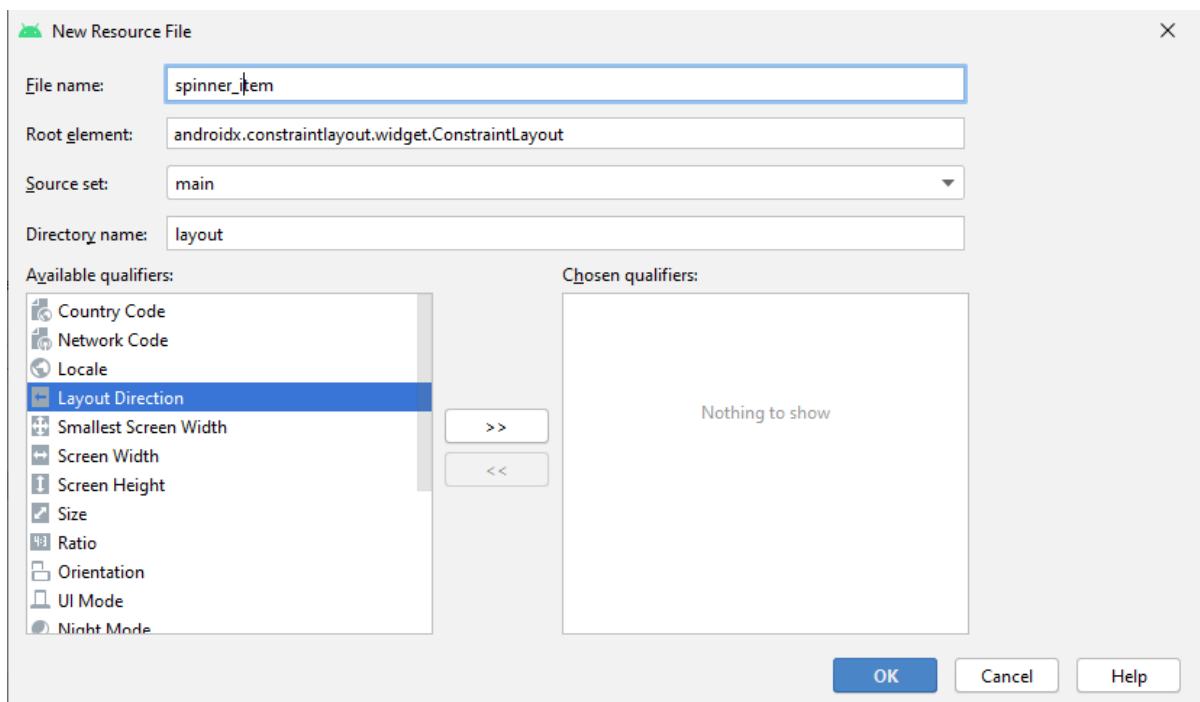 New Resource File
File name: spinner_item
Root element: androidx.constraintlayout.widget.ConstraintLayout
Source set: main
Directory name: layout
Available qualifiers:
Country Code
Network Code
Locale
Layout Direction
Smallest Screen Width
Screen Width
Screen Height
Size
Ratio
Orientation
UI Mode
Night Mode
>>
<<
Chosen qualifiers:
Nothing to show
OK Cancel Help